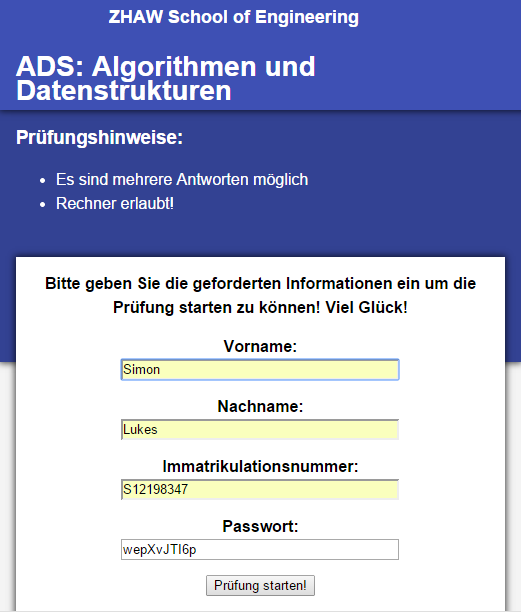 ZHAW School of Engineering
ADS: Algorithmen und
Datenstrukturen
Prüfungshinweise:
Es sind mehrere Antworten möglich
Rechner erlaubt!
Bitte geben Sie die geforderten Informationen ein um die
Prüfung starten zu können! Viel Glück!
Vorname:
Simon
Nachname:
Lukes
Immatrikulationsnummer:
S12198347
Passwort:
wepXvJTI6p
Prüfung starten!